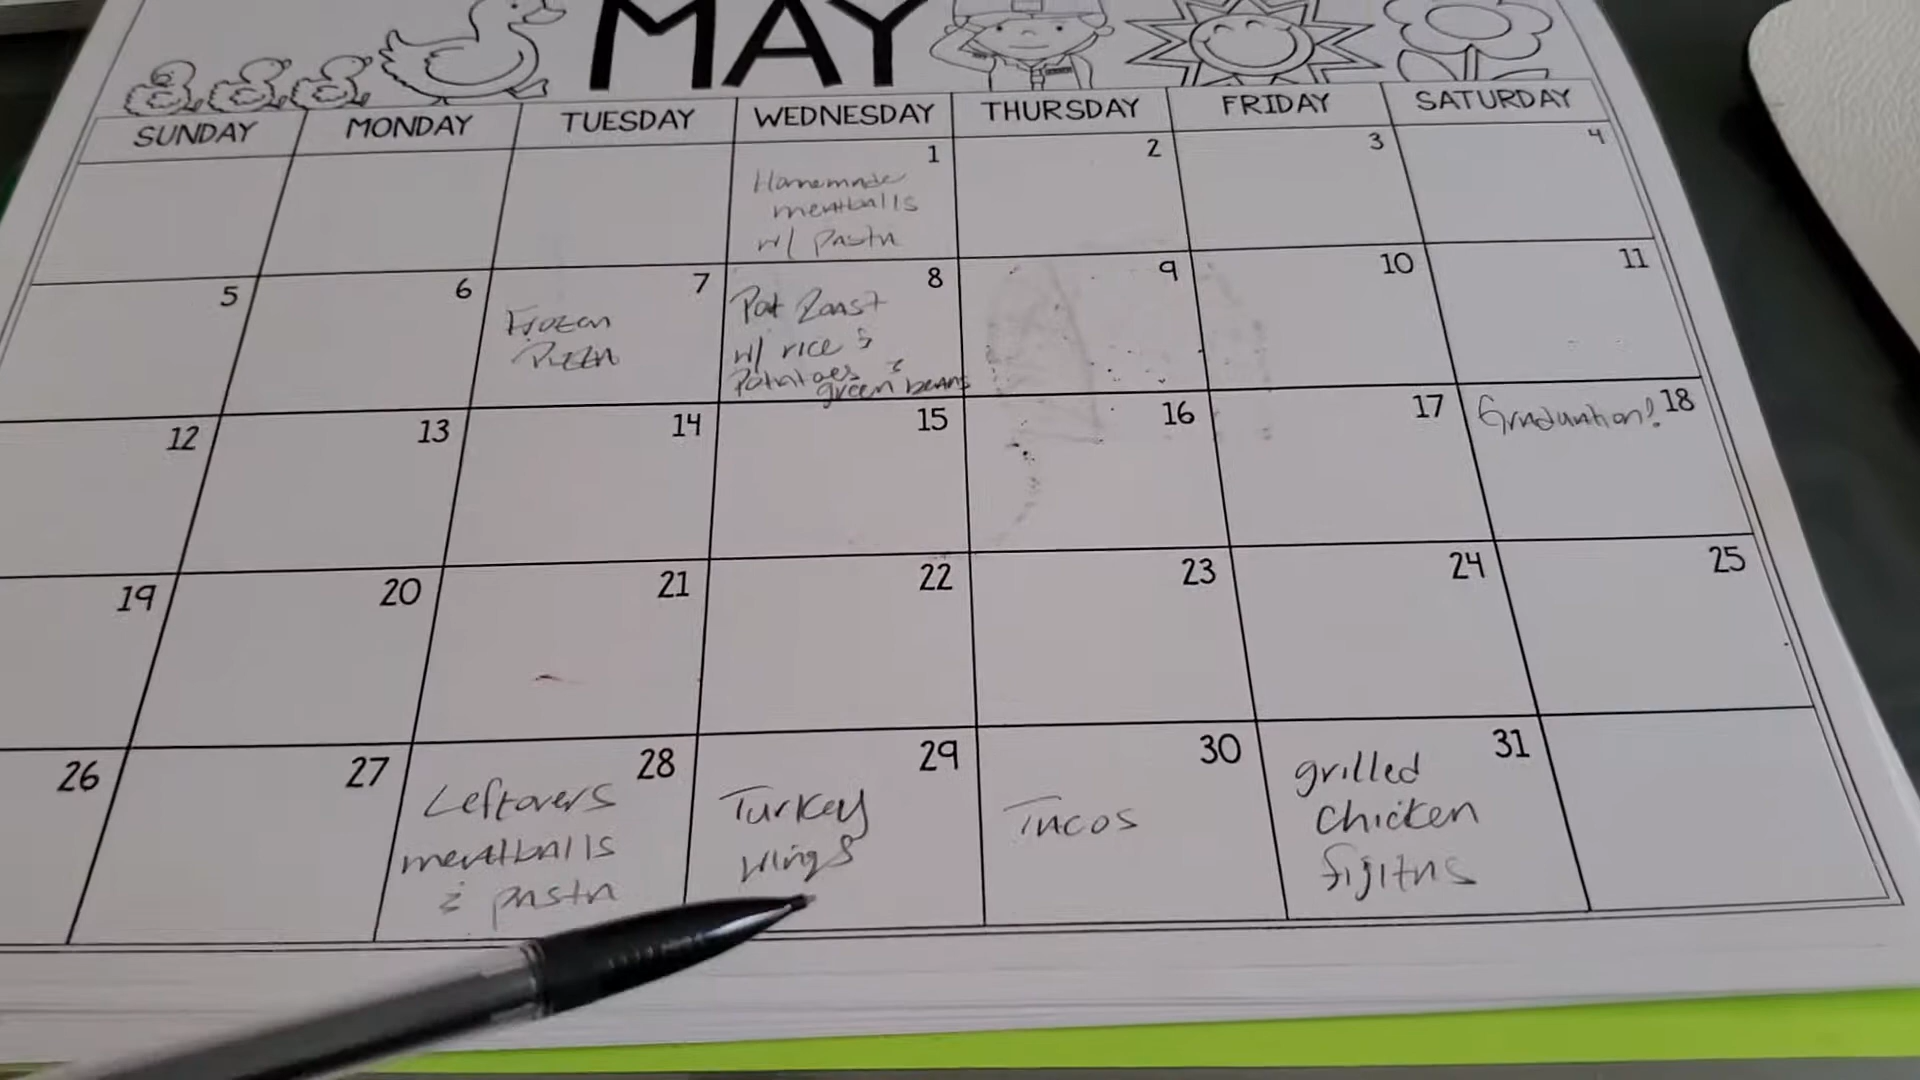 MAY
SUNDAY MONDAY TUESDAY WEDNESDAY THURSDAY FRIDAY SATURDAY
1 2 3 4
Homemade
meatballs
w/ pasta
5 6 7 8 9 10 11
Frozen
Pizza
Pot Roast
w/ rice &
Potatoes &
green beans
12 13 14 15 16 17 18
Graduation!
19 20 21 22 23 24 25
26 27 28 29 30 31
Leftovers
meatballs
& pasta
Turkey
wings
Tacos
grilled
chicken
fijitas